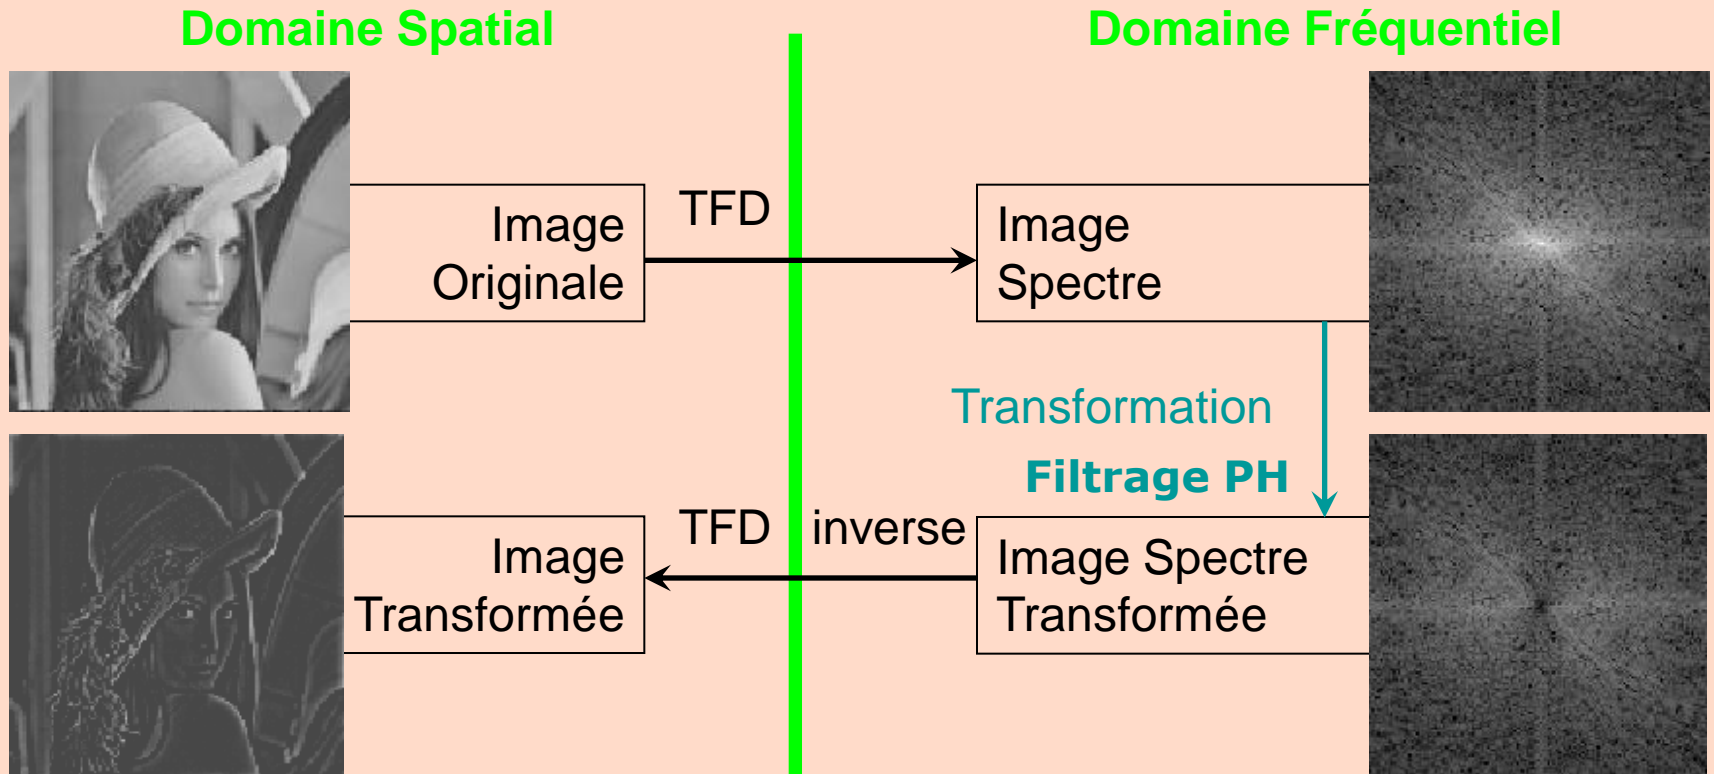 Domaine Spatial
Domaine Fréquentiel
Image
Originale
TFD
Image
Spectre
Transformation
Filtrage PH
Image
Transformée
TFD inverse
Image Spectre
Transformée